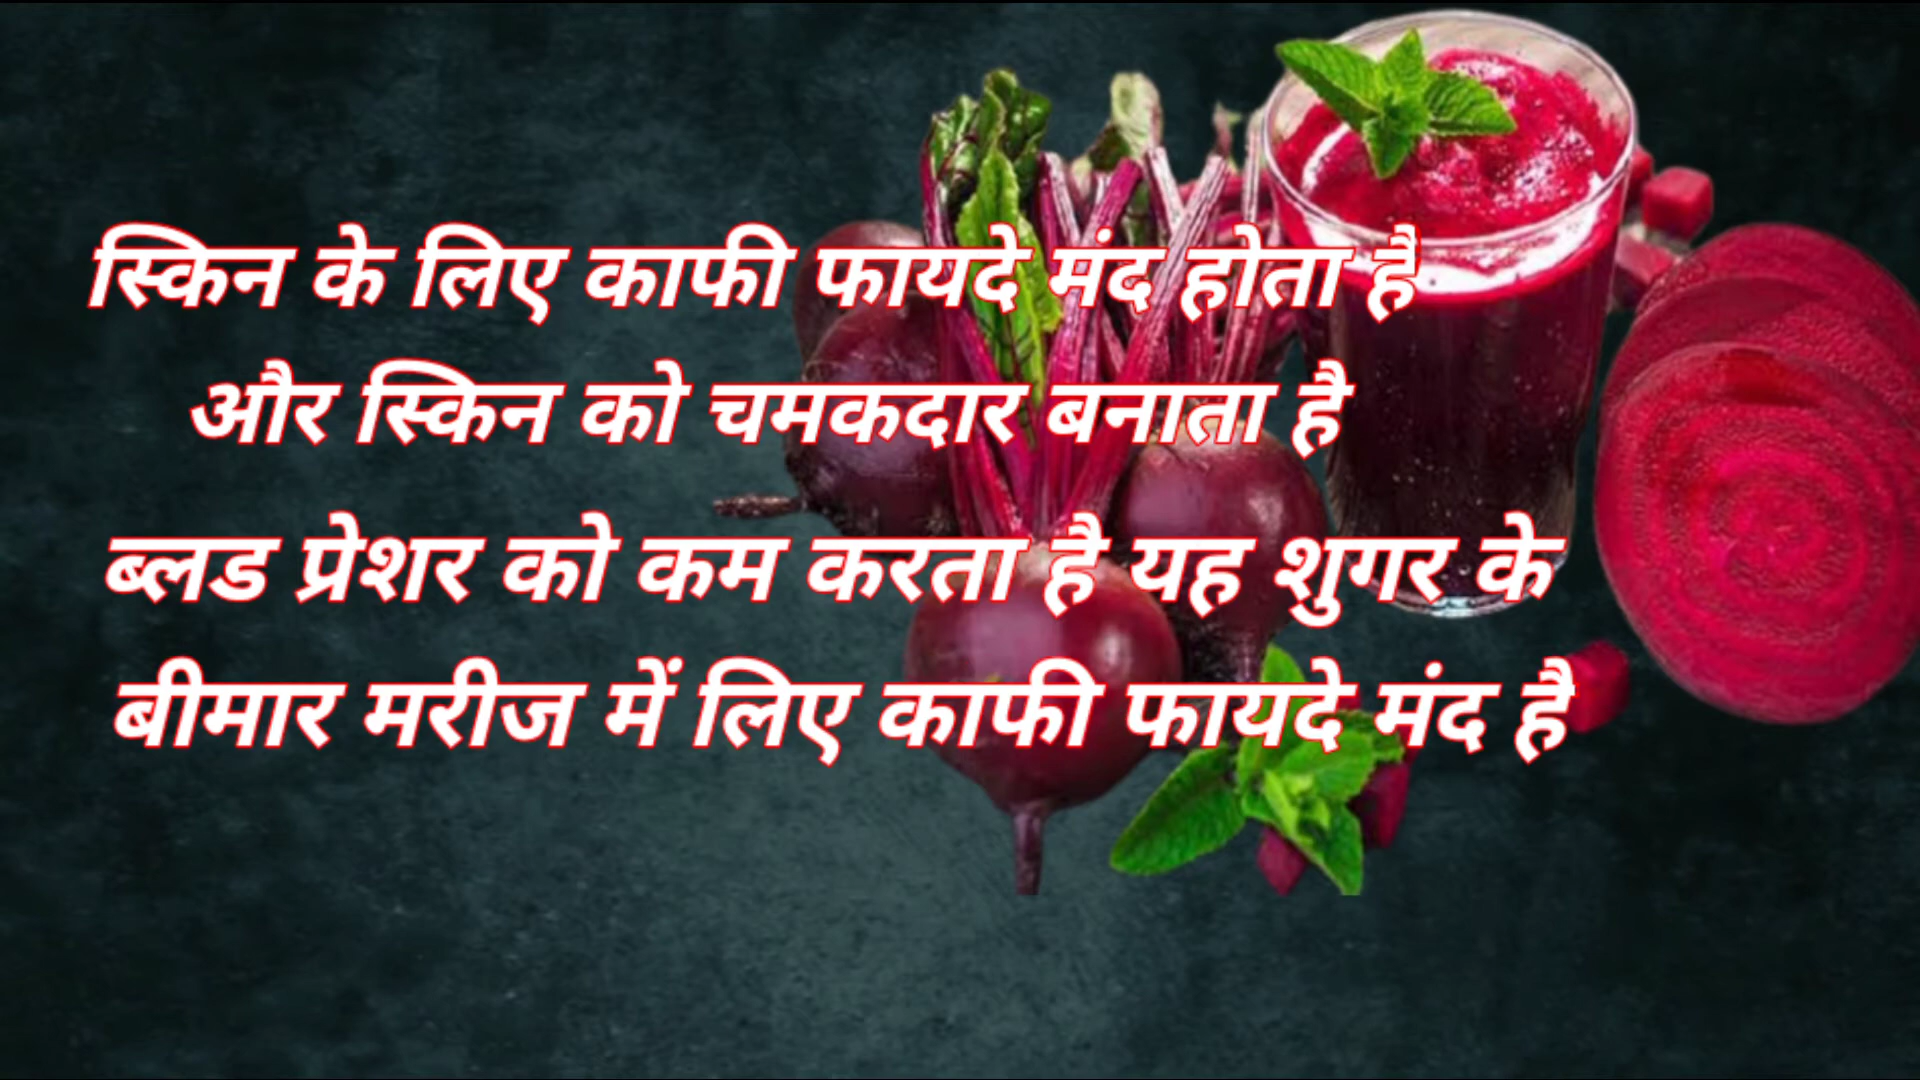 स्किन के लिए काफी फायदे मंद होता है
और स्किन को चमकदार बनाता है
ब्लड प्रेशर को कम करता है यह शुगर के
बीमार मरीज में लिए काफी फायदे मंद है